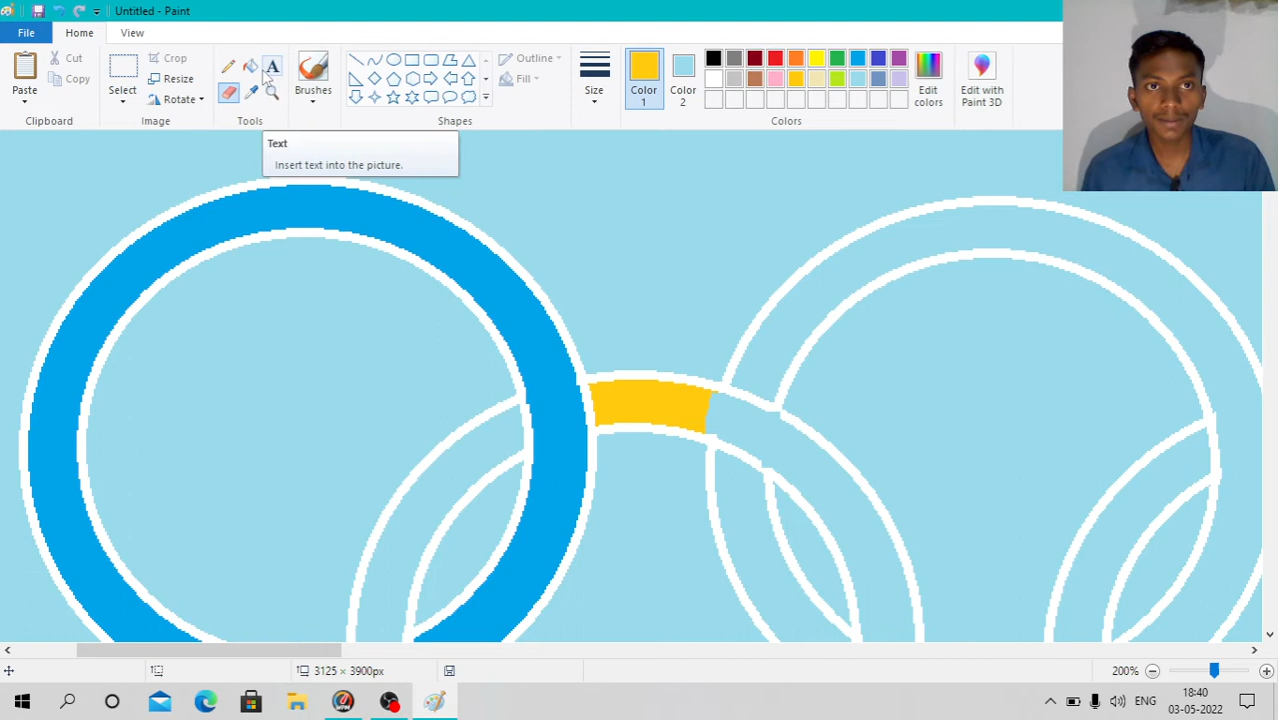 Untitled - Paint
File
Home
View
Paste
Cut
Copy
Clipboard
Select
Crop
Resize
Rotate
Image
A
Tools
Brushes
Shapes
Outline
Fill
Size
Color 1
Color 2
Edit colors
Colors
Edit with Paint 3D
Text
Insert text into the picture.
3125 × 3900px
200%
ENG
18:40
03-05-2022